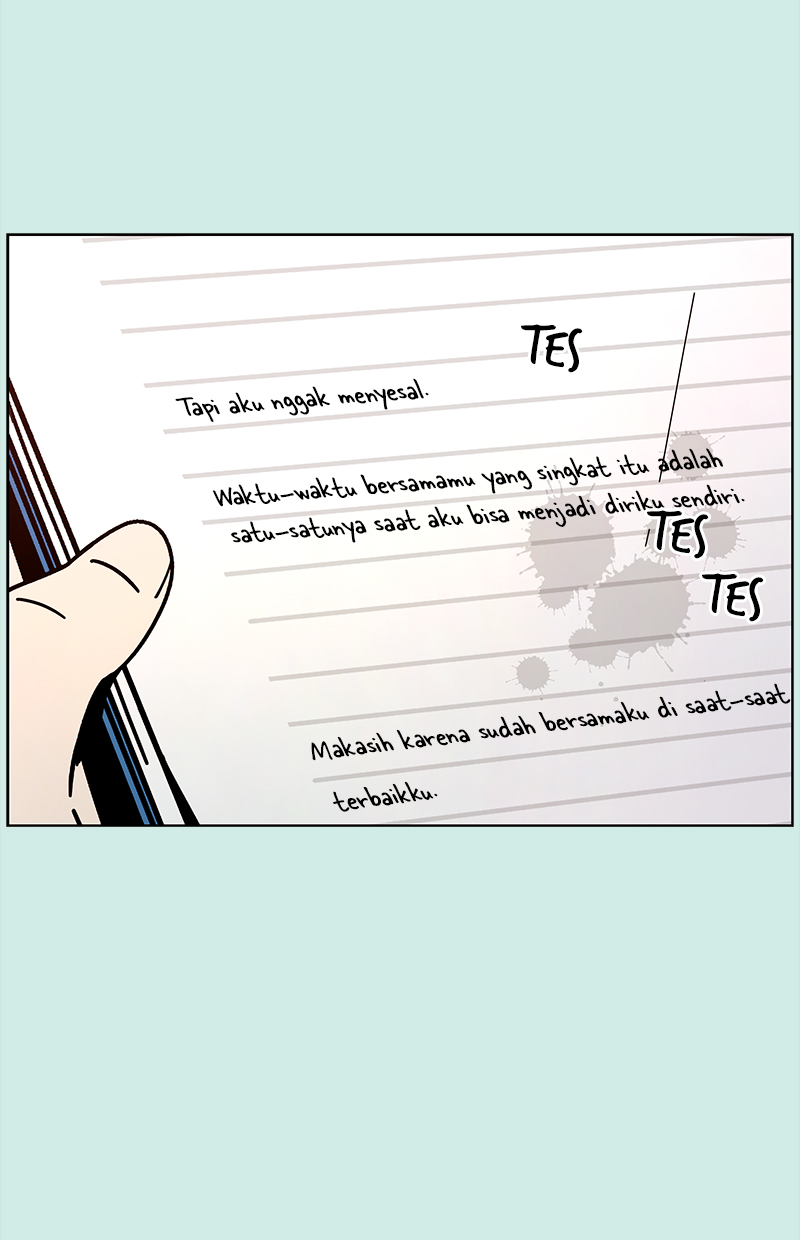 TES
Tapi aku nggak menyesal.
Waktu-waktu bersamamu yang singkat itu adalah
satu-satunya saat aku bisa menjadi diriku sendiri.
TES
TES
Makasih karena sudah bersamaku di saat-saat
terbaikku.